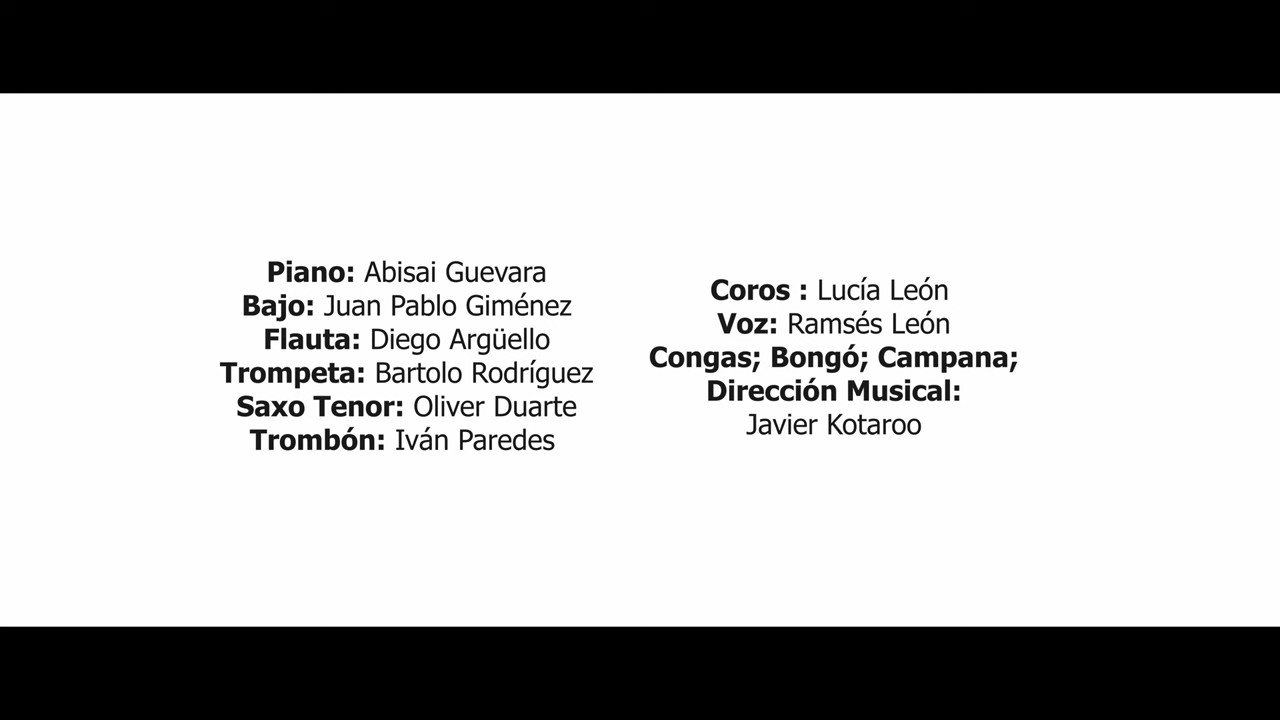 Piano: Abisai Guevara
Bajo: Juan Pablo Giménez
Flauta: Diego Argüello
Trompeta: Bartolo Rodríguez
Saxo Tenor: Oliver Duarte
Trombón: Iván Paredes
Coros : Lucía León
Voz: Ramsés León
Congas; Bongó; Campana;
Dirección Musical:
Javier Kotaroo